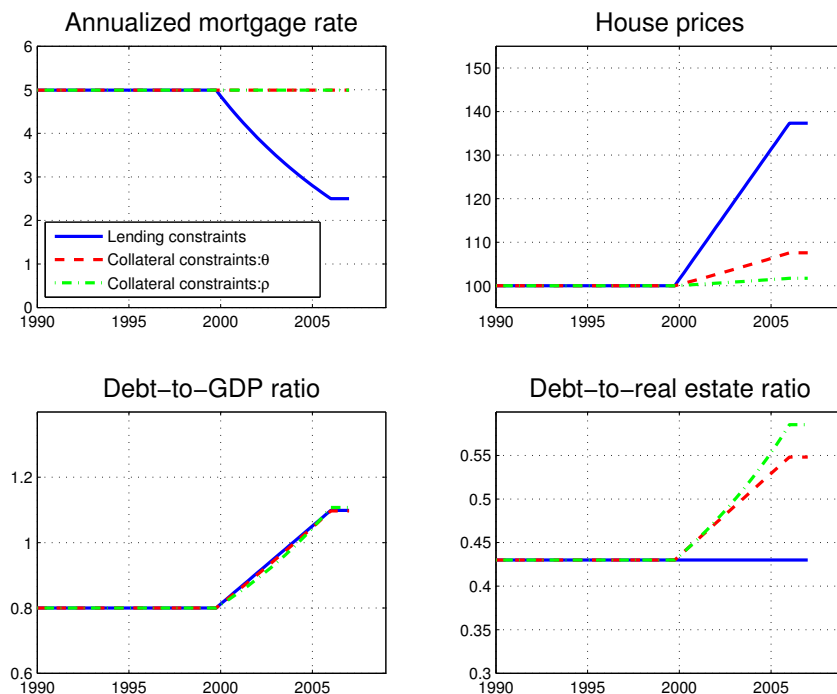 Annualized mortgage rate
6
5
4
3
2
1
0
1990 1995 2000 2005
Lending constraints
Collateral constraints:θ
Collateral constraints:ρ
House prices
150
140
130
120
110
100
1990 1995 2000 2005
Debt−to−GDP ratio
1.2
1
0.8
0.6
1990 1995 2000 2005
Debt−to−real estate ratio
0.55
0.5
0.45
0.4
0.35
0.3
1990 1995 2000 2005